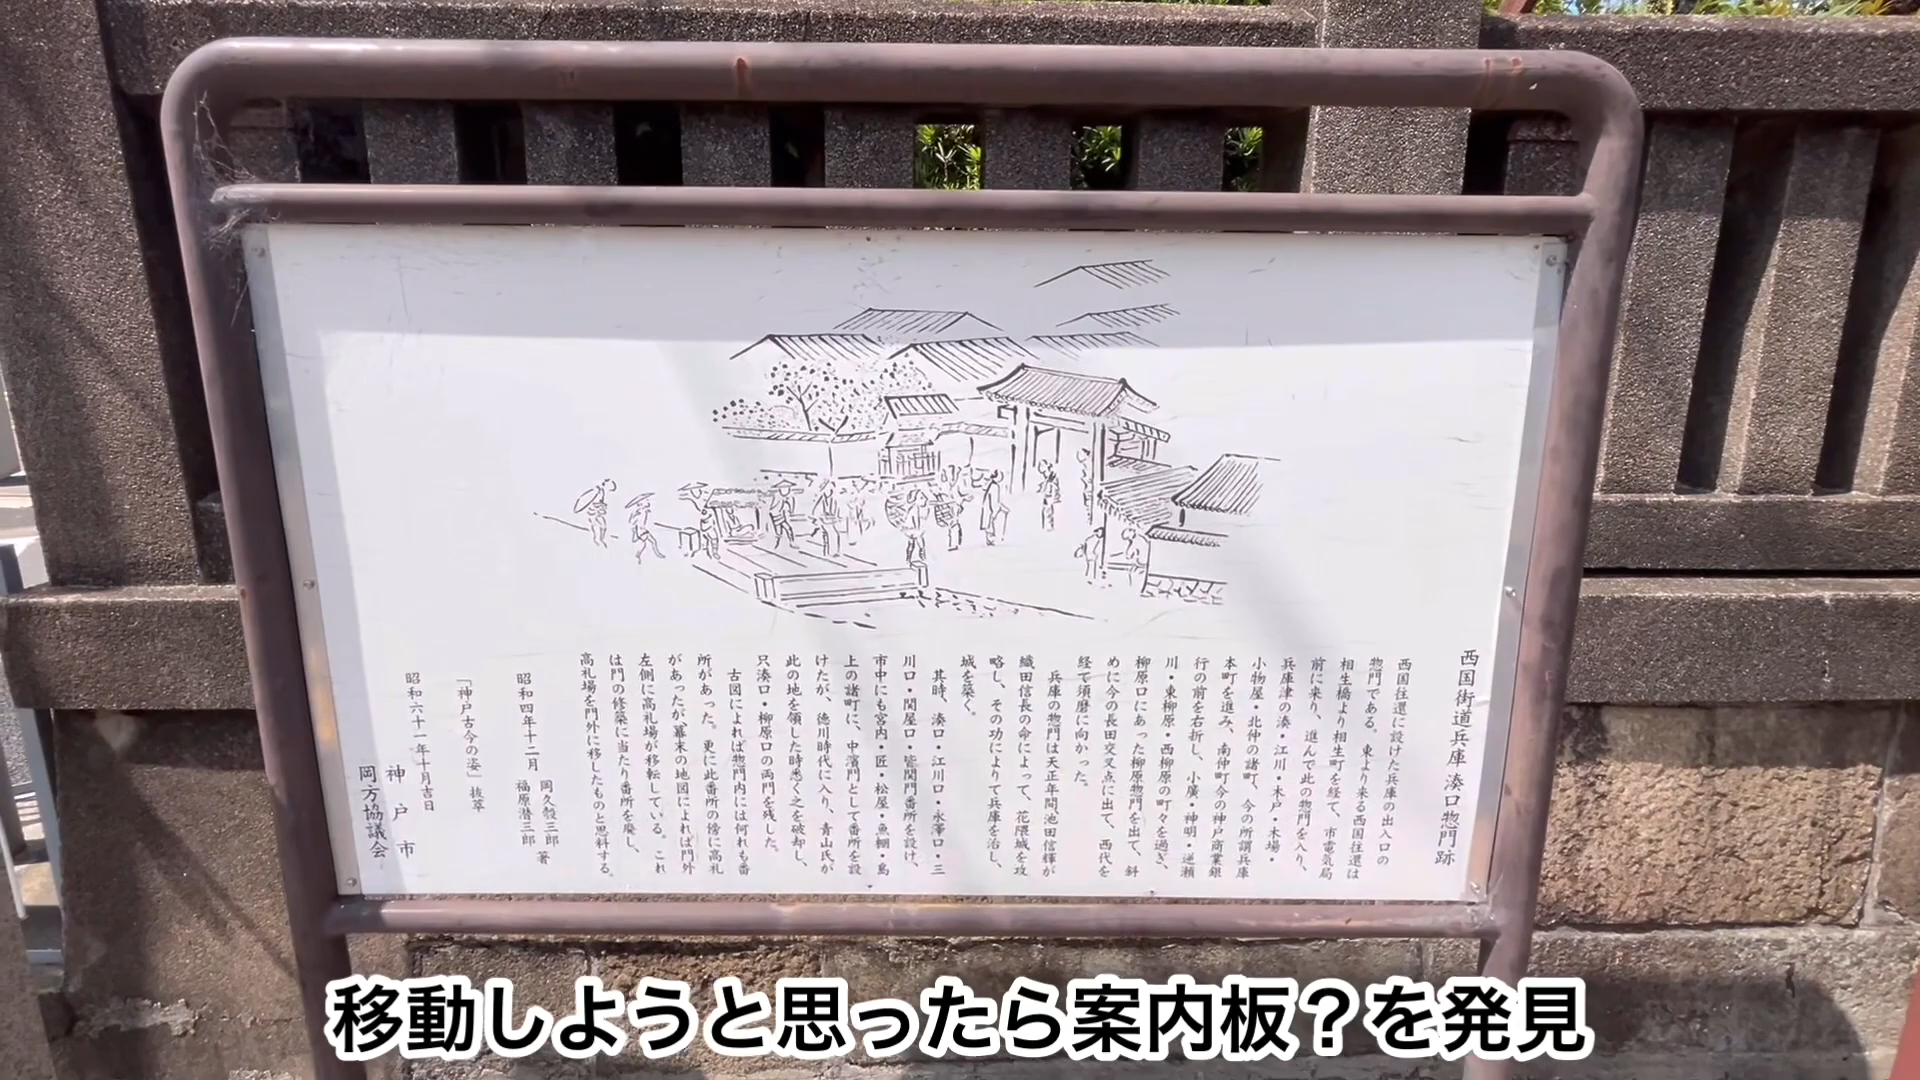 西国街道兵庫 湊口惣門跡
西国往還に設けた兵庫の出入口の
惣門である。東より来る西国往還は
相生橋より相生町を経て、市電気局
前に来り、進んで此の惣門を入り、
兵庫津の湊・江川・木戸・木場・
小物屋・北仲の諸町、今の所謂兵庫
本町を進み、南仲町今の神戸商業銀
行の前を右折し、小廣・神明・逆瀬
川・東柳原・西柳原の町々を過ぎ、
柳原口にあった柳原惣門を出て、斜
めに今の長田交叉点に出て、西代を
経て須磨に向かった。
兵庫の惣門は天正年間池田信輝が
織田信長の命によって、花隈城を攻
略し、その功により兵庫を治し、
城を築く。
其時、湊口・江川口・永澤口・三
川口・関屋口・皆関門番所を設け、
市中にも宮内・匠・松屋・魚棚・島
上の諸町に、中濱門として番所を設
けたが、徳川時代に入り、青山氏が
此の地を領した時悉く之を破却し、
只湊口・柳原口の両門を残した。
古図によれば惣門内には何れも番
所があった。更に此番所の傍に高札
があったが、幕末の地図によれば門外
左側に高札場が移転している。これ
は門の修築に当たり番所を廃し、
高札場を門外に移したものと思料する。
昭和四年十二月 岡久殻三郎
福原潜三郎 著
「神戸古今の姿」抜萃
昭和六十一年十月吉日
神戸市
岡方協議会
移動しようと思ったら案内板？を発見